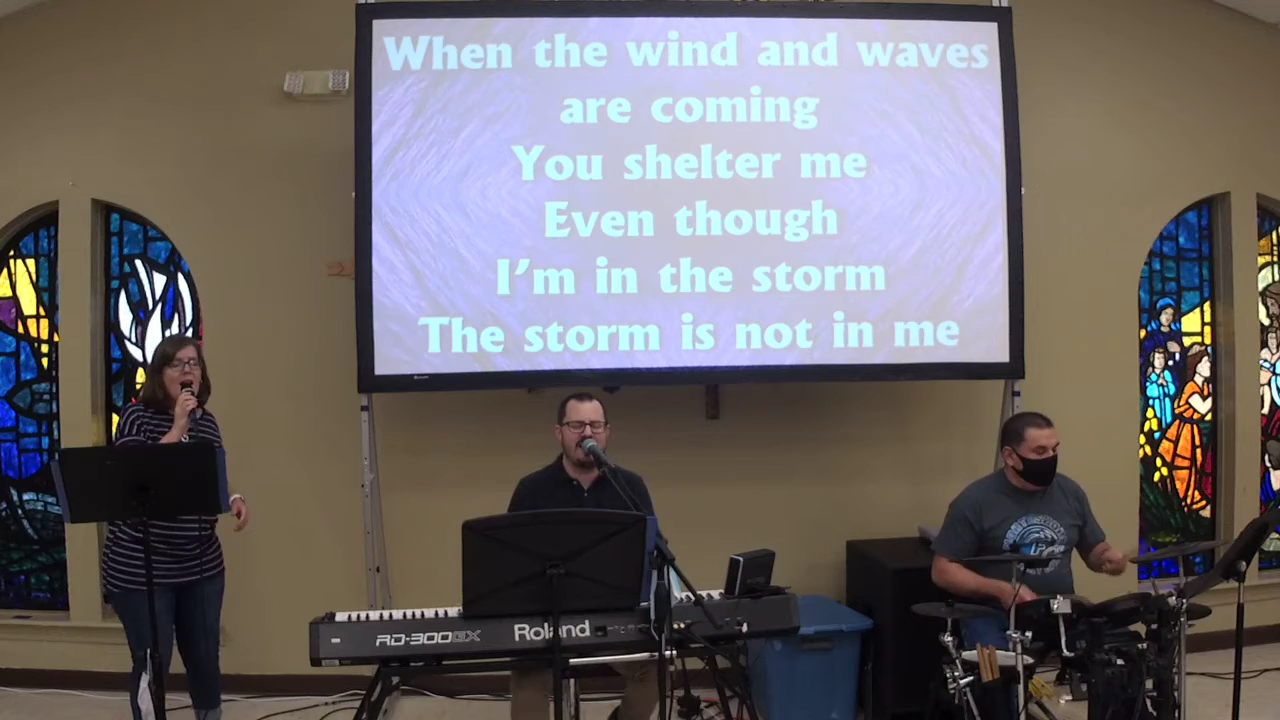 When the wind and waves
are coming
You shelter me
Even though
I'm in the storm
The storm is not in me
RD-300GX
Roland